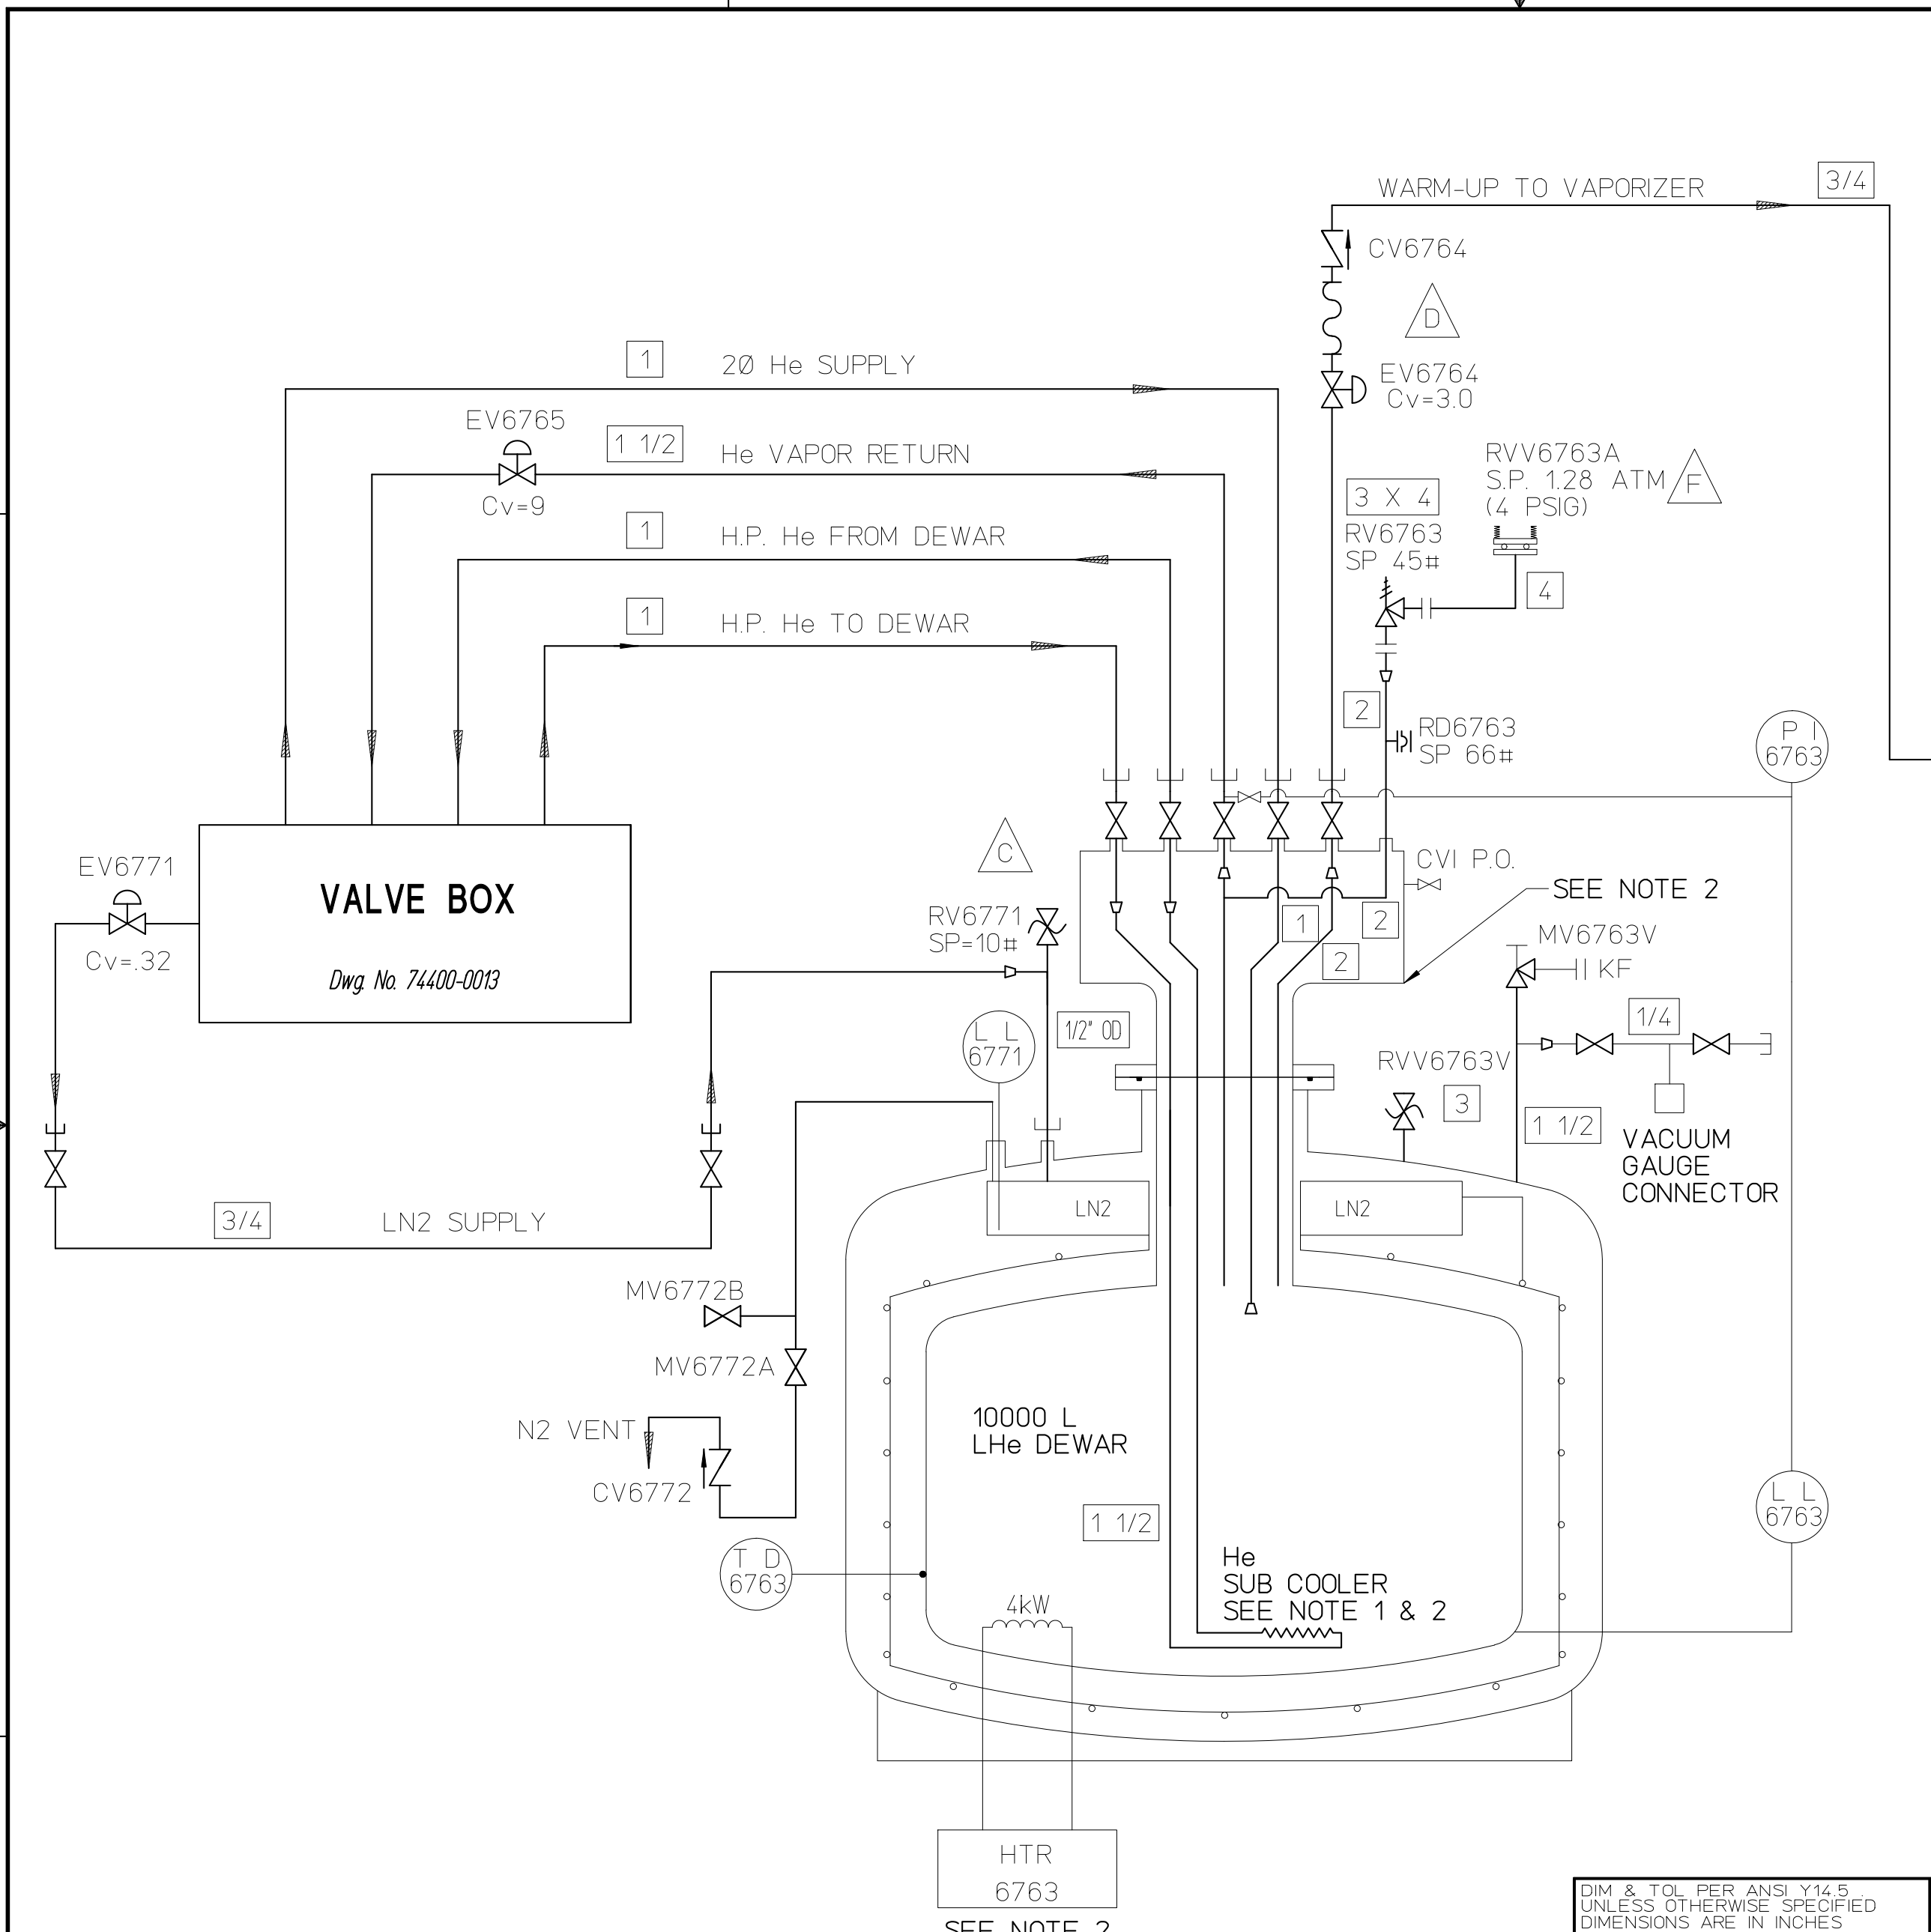 WARM-UP TO VAPORIZER
3/4
CV6764
D
1
2Ø He SUPPLY
EV6764
Cv=3.0
EV6765
1 1/2
He VAPOR RETURN
Cv=9
RVV6763A
S.P. 1.28 ATM
(4 PSIG)
F
3 X 4
RV6763
SP 45#
1
H.P. He FROM DEWAR
4
1
H.P. He TO DEWAR
2
RD6763
SP 66#
P I
6763
C
CVI P.O.
EV6771
Cv=.32
VALVE BOX
Dwg. No. 74400-0013
SEE NOTE 2
RV6771
SP=10#
1
2
2
MV6763V
KF
1/4
L L
6771
1/2" OD
RVV6763V
3
1 1/2
VACUUM
GAUGE
CONNECTOR
3/4
LN2 SUPPLY
LN2
LN2
MV6772B
MV6772A
N2 VENT
CV6772
10000 L
LHe DEWAR
1 1/2
L L
6763
T D
6763
He
SUB COOLER
SEE NOTE 1 & 2
4kW
HTR
6763
SEE NOTE 2
DIM & TOL PER ANSI Y14.5 .
UNLESS OTHERWISE SPECIFIED
DIMENSIONS ARE IN INCHES